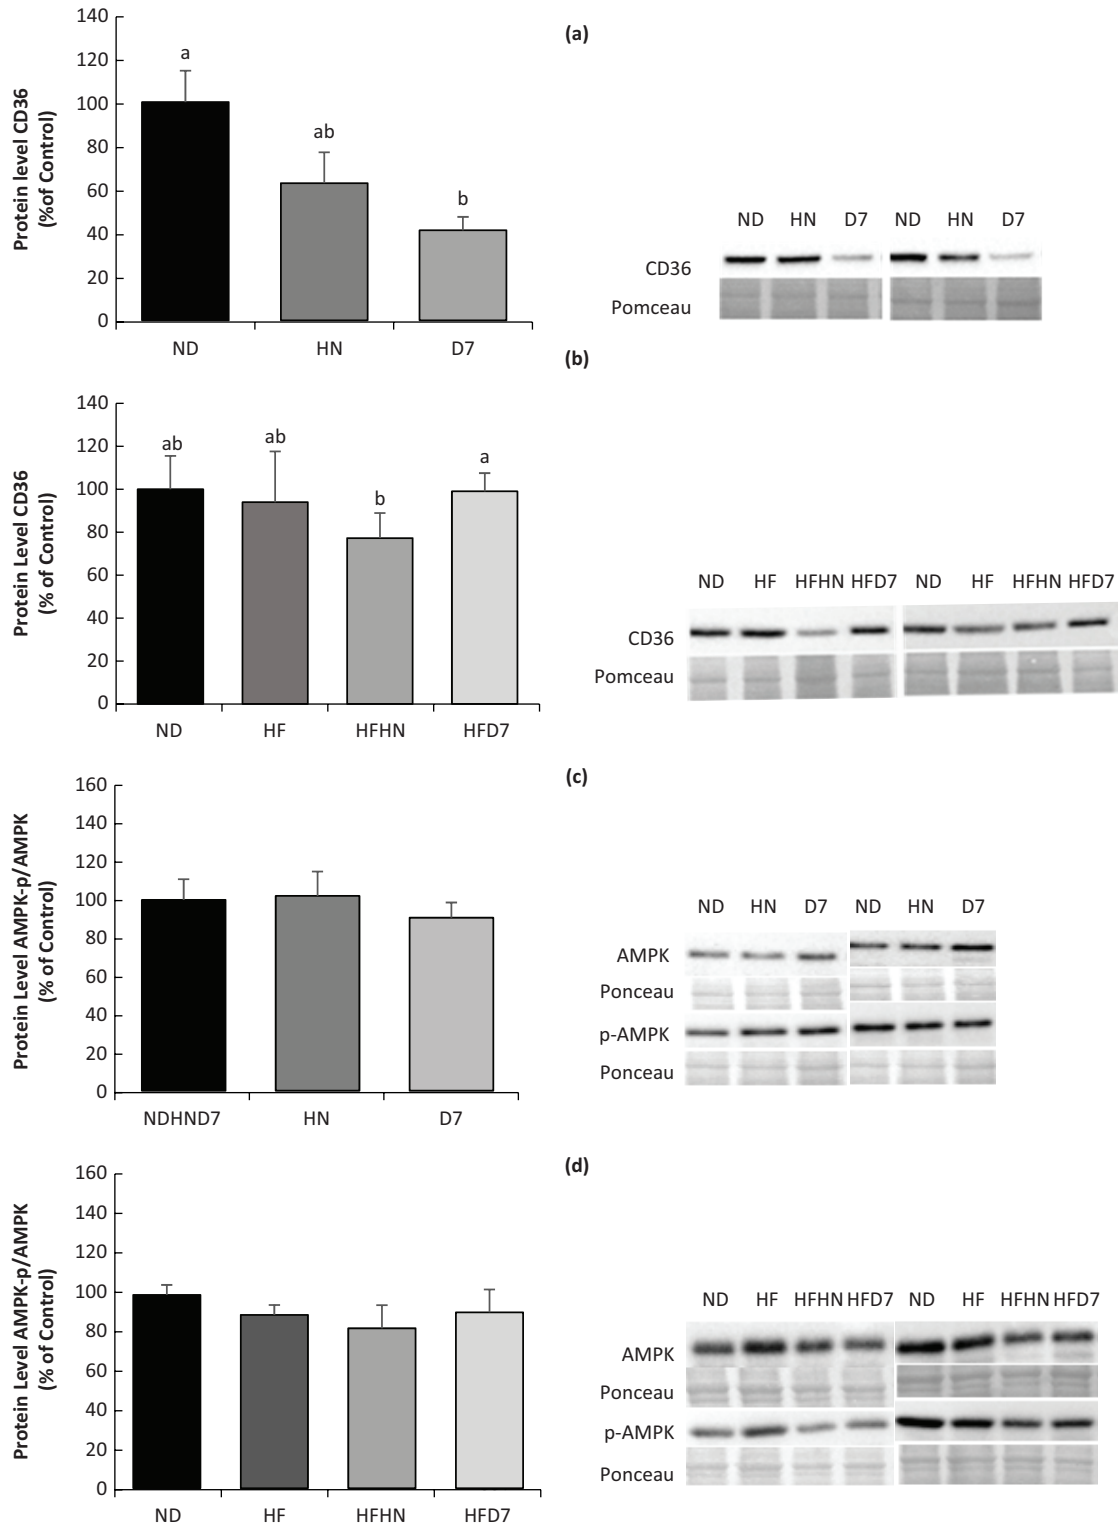 (a)
Protein level CD36
(%of Control)
140
120
100
80
60
40
20
0
a
ab
b
ND HN D7
ND HN D7 ND HN D7
CD36
Pomceau
(b)
Protein Level CD36
(% of Control)
140
120
100
80
60
40
20
0
ab
ab
b
a
ND HF HFHN HFD7
ND HF HFHN HFD7 ND HF HFHN HFD7
CD36
Pomceau
(c)
Protein Level AMPK-p/AMPK
(% of Control)
160
140
120
100
80
60
40
20
0
NDHND7 HN D7
ND HN D7 ND HN D7
AMPK
Ponceau
p-AMPK
Ponceau
(d)
Protein Level AMPK-p/AMPK
(% of Control)
160
140
120
100
80
60
40
20
0
ND HF HFHN HFD7
ND HF HFHN HFD7 ND HF HFHN HFD7
AMPK
Ponceau
p-AMPK
Ponceau